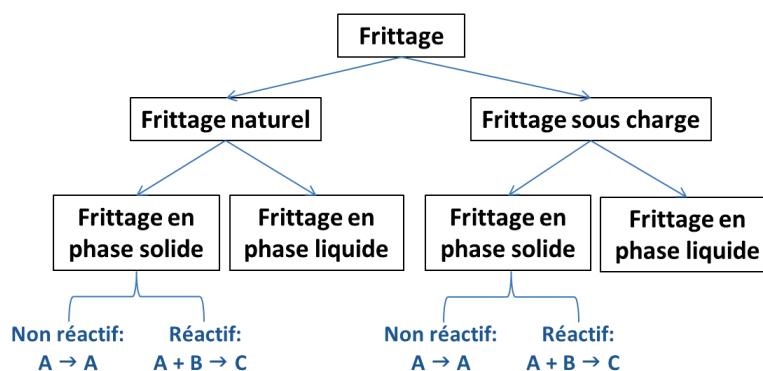 Frittage
Frittage naturel
Frittage sous charge
Frittage en
phase solide
Frittage en
phase liquide
Frittage en
phase solide
Frittage en
phase liquide
Non réactif:
A → A
Réactif:
A + B → C
Non réactif:
A → A
Réactif:
A + B → C